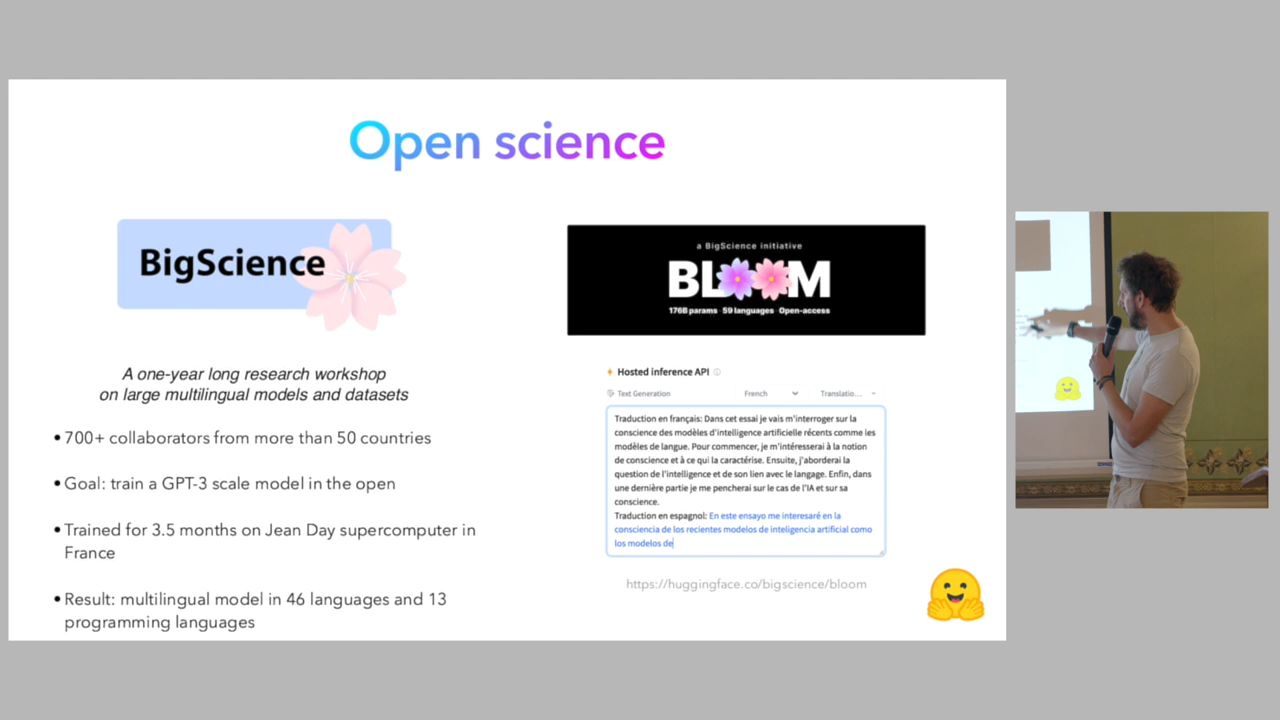 Open science
BigScience
A one-year long research workshop
on large multilingual models and datasets
• 700+ collaborators from more than 50 countries
• Goal: train a GPT-3 scale model in the open
• Trained for 3.5 months on Jean Day supercomputer in
France
• Result: multilingual model in 46 languages and 13
programming languages
a BigScience initiative
BLOOM
176B params 59 languages Open-access
Hosted inference API
Text Generation
French
Translatio...
Traduction en français: Dans cet essai je vais m'interroger sur la
conscience des modèles d'intelligence artificielle récents comme les
modèles de langue. Pour commencer, je m'intéresserai à la notion
de conscience et à ce qui la caractérise. Ensuite, j'aborderai la
question de l'intelligence et de son lien avec le langage. Enfin, dans
une dernière partie je me pencherai sur le cas de l'IA et sur sa
conscience.
Traduction en espagnol: En este ensayo me interesaré en la
consciencia de los recientes modelos de inteligencia artificial como
los modelos de
https://huggingface.co/bigscience/bloom